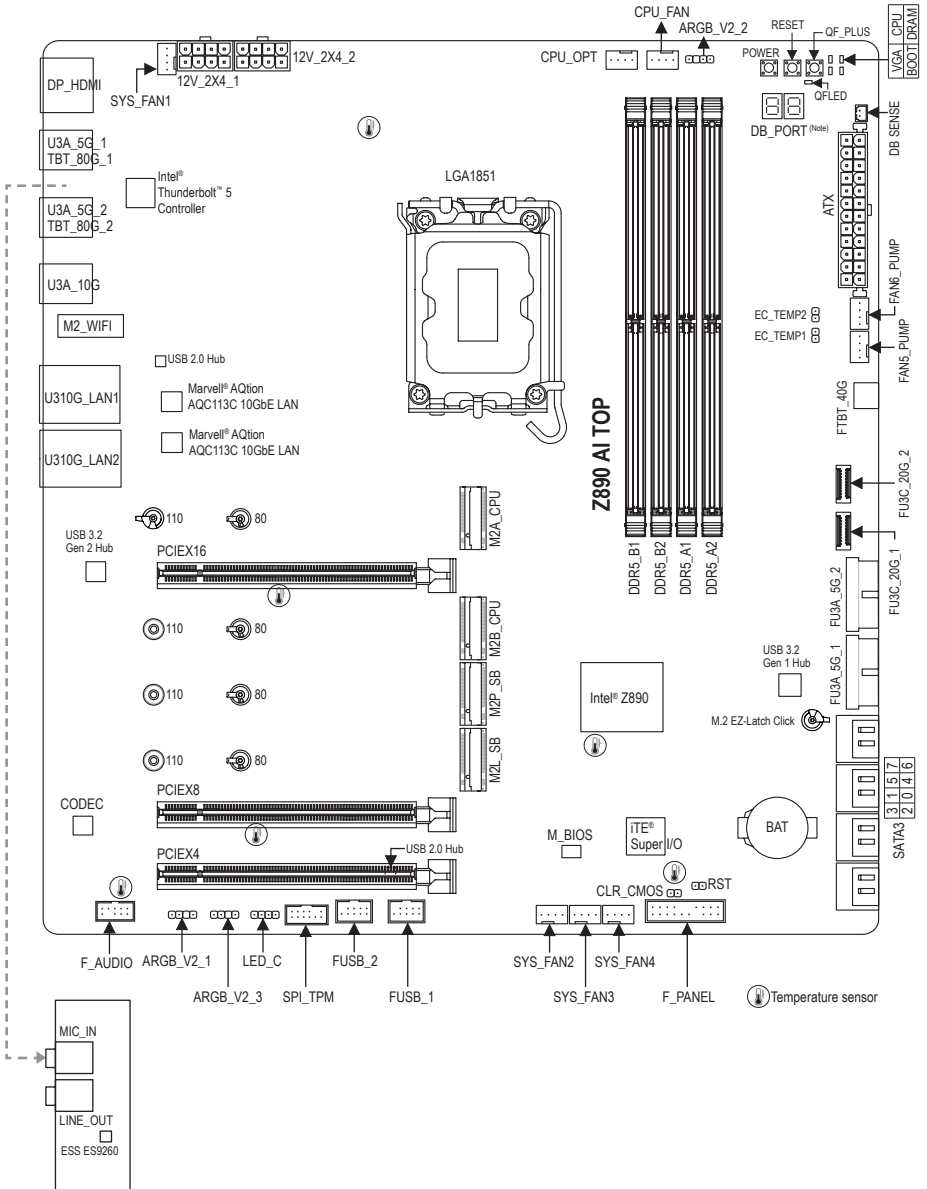 CPU_FAN
ARGB_V2_2
RESET
QF_PLUS
VGA CPU
BOOT DRAM
CPU_OPT
POWER
12V_2X4_2
12V_2X4_1
DP_HDMI
SYS_FAN1
QFLED
88
DB_PORT (Note)
DB SENSE
U3A_5G_1
TBT_80G_1
Intel®
Thunderbolt™ 5
Controller
LGA1851
ATX
U3A_5G_2
TBT_80G_2
U3A_10G
FAN6_PUMP
EC_TEMP2
EC_TEMP1
M2_WIFI
FAN5_PUMP
USB 2.0 Hub
Marvell® AQtion
AQC113C 10GbE LAN
U310G_LAN1
FTBT_40G
Marvell® AQtion
AQC113C 10GbE LAN
U310G_LAN2
Z890 AI TOP
FU3C_20G_2
110
80
M2A_CPU
USB 3.2
Gen 2 Hub
PCIEX16
DDR5_B1
DDR5_B2
DDR5_A1
DDR5_A2
FU3C_20G_1
FU3A_5G_2
110
80
M2B_CPU
USB 3.2
Gen 1 Hub
FU3A_5G_1
110
80
M2P_SB
Intel® Z890
M.2 EZ-Latch Click
110
80
M2L_SB
3 1 5 7
2 0 4 6
SATA3
PCIEX8
CODEC
M_BIOS
iTE®
Super I/O
BAT
PCIEX4
USB 2.0 Hub
CLR_CMOS
RST
F_AUDIO
ARGB_V2_1
LED_C
FUSB_2
SYS_FAN2
SYS_FAN4
ARGB_V2_3
SPI_TPM
FUSB_1
SYS_FAN3
F_PANEL
Temperature sensor
MIC_IN
LINE_OUT
ESS ES9260